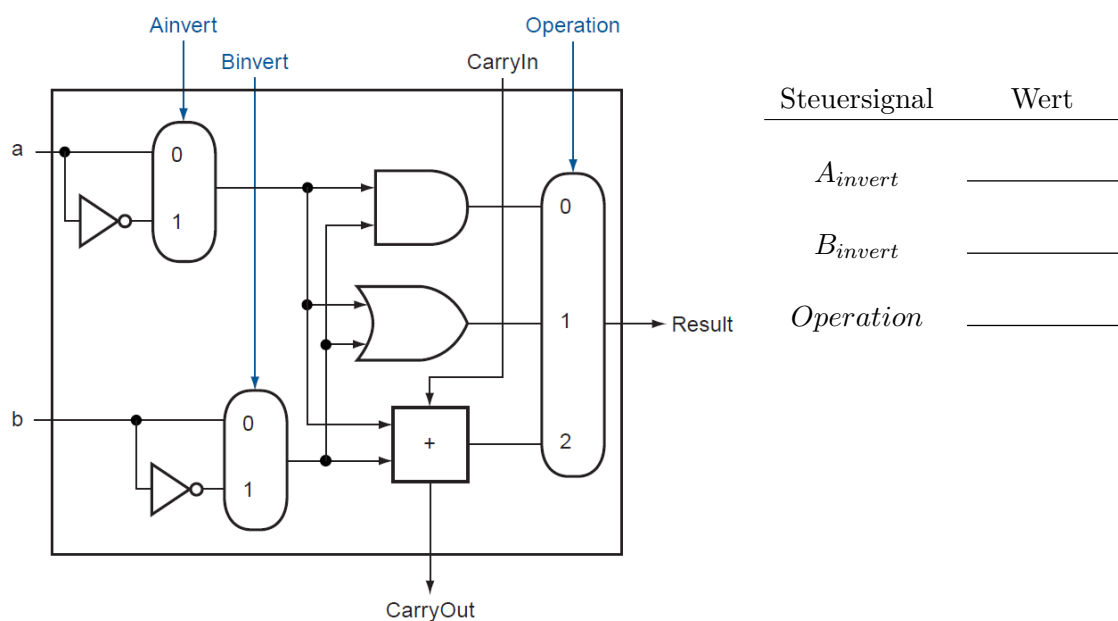 Ainvert
Operation
Binvert
CarryIn
a
0
1
0
1
Result
b
0
1
+
2
CarryOut
Steuersignal Wert
A_invert
B_invert
Operation